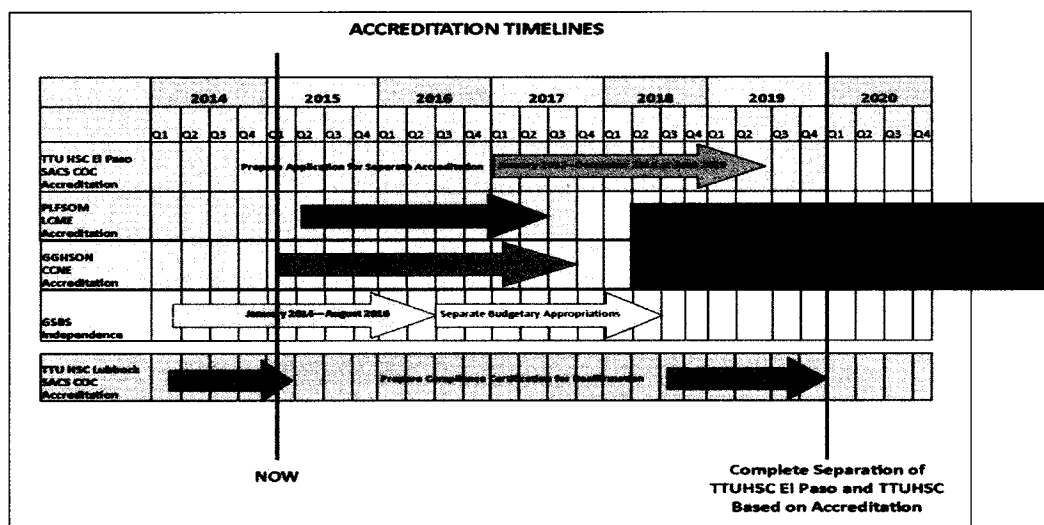 ACCREDITATION TIMELINES
2014 2015 2016 2017 2018 2019 2020
Q1 Q2 Q3 Q4 Q1 Q2 Q3 Q4 Q1 Q2 Q3 Q4 Q1 Q2 Q3 Q4 Q1 Q2 Q3 Q4 Q1 Q2 Q3 Q4 Q1 Q2 Q3 Q4
TTU HSC El Paso
SACS COC
Accreditation
Prepare Application for Separate Accreditation
PLFSOM
LCME
Accreditation
GGHSON
CCNE
Accreditation
GSBS
Independence
January 2014—August 2016
Separate Budgetary Appropriations
TTU HSC Lubbock
SACS COC
Accreditation
Prepare Compliance Certification for Reaffirmation
NOW
Complete Separation of
TTUHSC El Paso and TTUHSC
Based on Accreditation